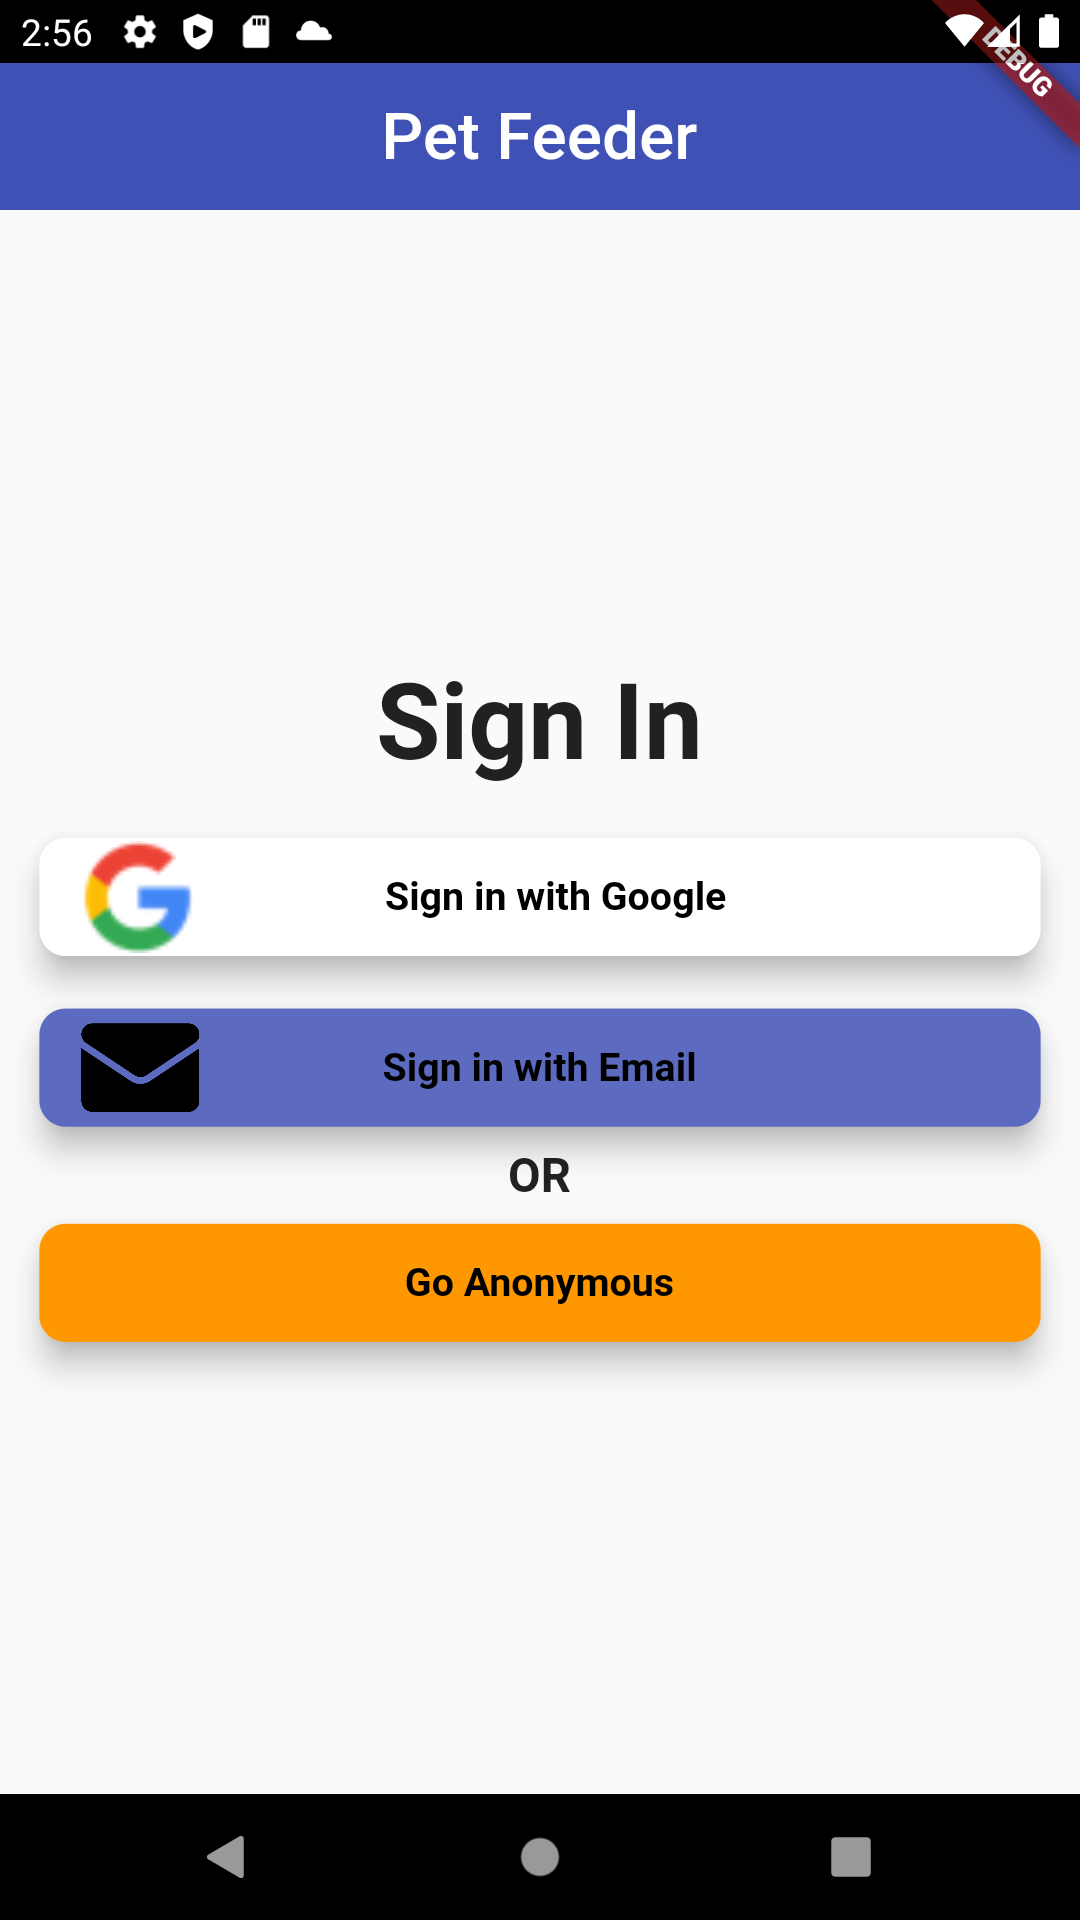 2:56
DEBUG
Pet Feeder
Sign In
Sign in with Google
Sign in with Email
OR
Go Anonymous